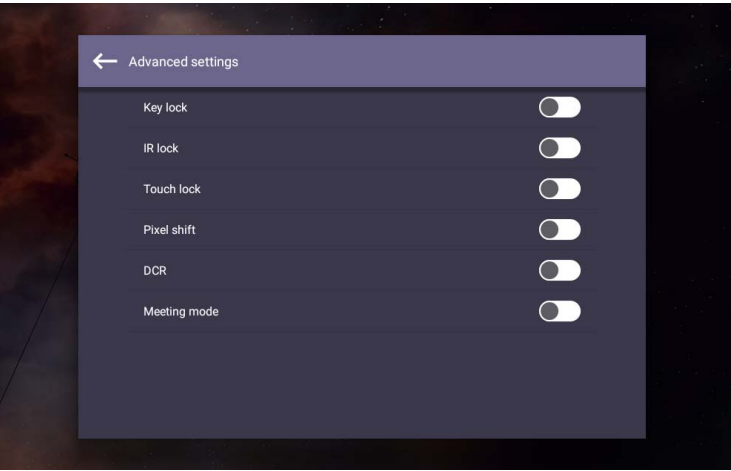 Advanced settings
Key lock
IR lock
Touch lock
Pixel shift
DCR
Meeting mode